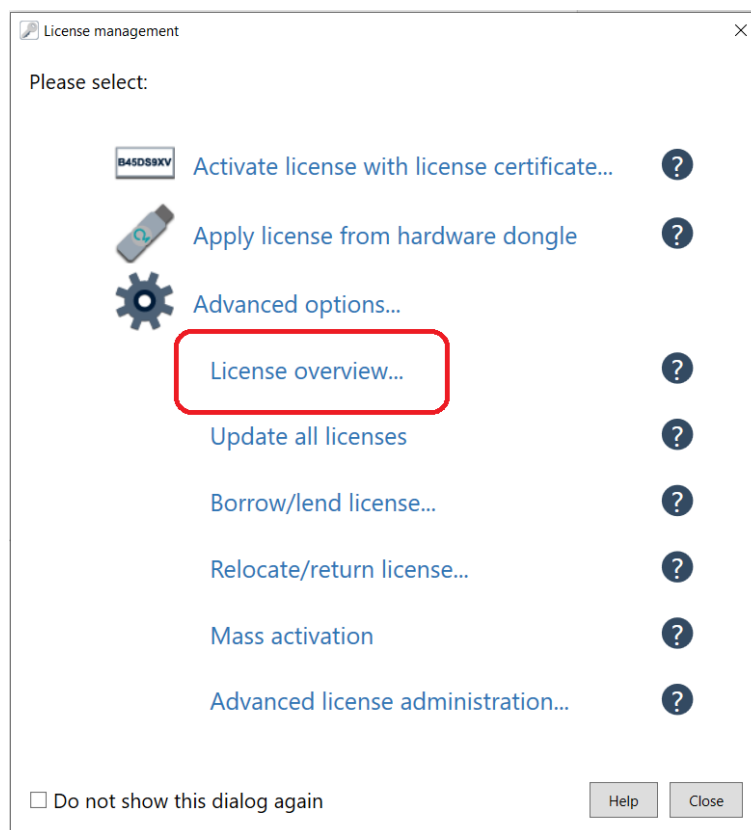 License management
Please select:
B45DS9XV
Activate license with license certificate...
?
Apply license from hardware dongle
?
Advanced options...
License overview...
?
Update all licenses
?
Borrow/lend license...
?
Relocate/return license...
?
Mass activation
?
Advanced license administration...
?
Do not show this dialog again
Help
Close